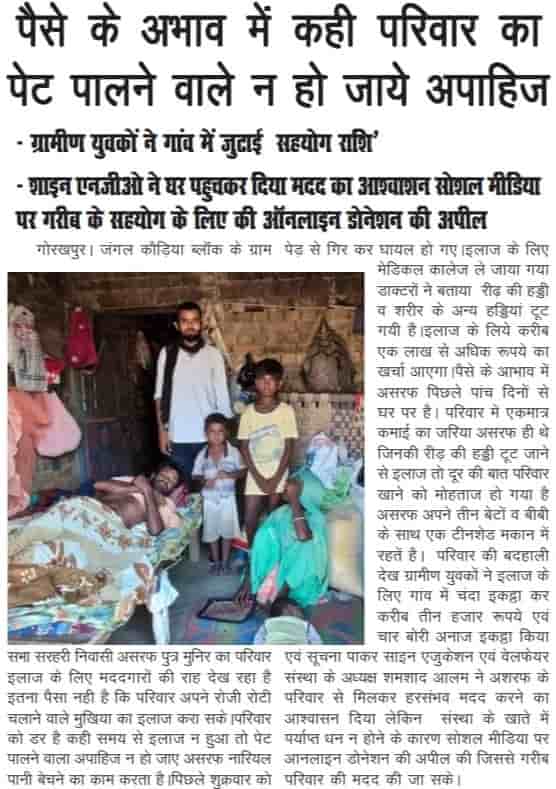 पैसे के अभाव में कही परिवार का
पेट पालने वाले न हो जाये अपाहिज
- ग्रामीण युवकों ने गांव में जुटाई सहयोग राशि’
- शाइन एनजीओ ने घर पहुचकर दिया मदद का आश्वाशन सोशल मीडिया
पर गरीब के सहयोग के लिए की ऑनलाइन डोनेशन की अपील
गोरखपुर। जंगल कौड़िया ब्लॉक के ग्राम
सभा सरहरी निवासी असरफ पुत्र मुनिर का परिवार
इलाज के लिए मददगारों की राह देख रहा है
इतना पैसा नही है कि परिवार अपने रोजी रोटी
चलाने वाले मुखिया का इलाज करा सके।परिवार
को डर है कही समय से इलाज न हुआ तो पेट
पालने वाला अपाहिज न हो जाए असरफ नारियल
पानी बेचने का काम करता है।पिछले शुक्रवार को
पेड़ से गिर कर घायल हो गए।इलाज के लिए
मेडिकल कालेज ले जाया गया
डाक्टरों ने बताया रीढ की हड्डी
व शरीर के अन्य हड्डियां टूट
गयी है।इलाज के लिये करीब
एक लाख से अधिक रूपये का
खर्चा आएगा।पैसे के आभाव में
असरफ पिछले पांच दिनों से
घर पर है। परिवार में एकमात्र
कमाई का जरिया असरफ ही थे
जिनकी रीड़ की हड्डी टूट जाने
से इलाज तो दूर की बात परिवार
खाने को मोहताज हो गया है
असरफ अपने तीन बेटों व बीबी
के साथ एक टीनशेड मकान में
रहतें है। परिवार की बदहाली
देख ग्रामीण युवकों ने इलाज के
लिए गांव में चंदा इकट्ठा कर
करीब तीन हजार रूपये एवं
चार बोरी अनाज इकट्ठा किया
एवं सूचना पाकर साइन एजुकेशन एवं वेलफेयर
संस्था के अध्यक्ष शमशाद आलम ने अशरफ के
परिवार से मिलकर हरसंभव मदद करने का
आश्वासन दिया लेकिन संस्था के खाते में
पर्याप्त धन न होने के कारण सोशल मीडिया पर
आनलाइन डोनेशन की अपील की जिससे गरीब
परिवार की मदद की जा सके।